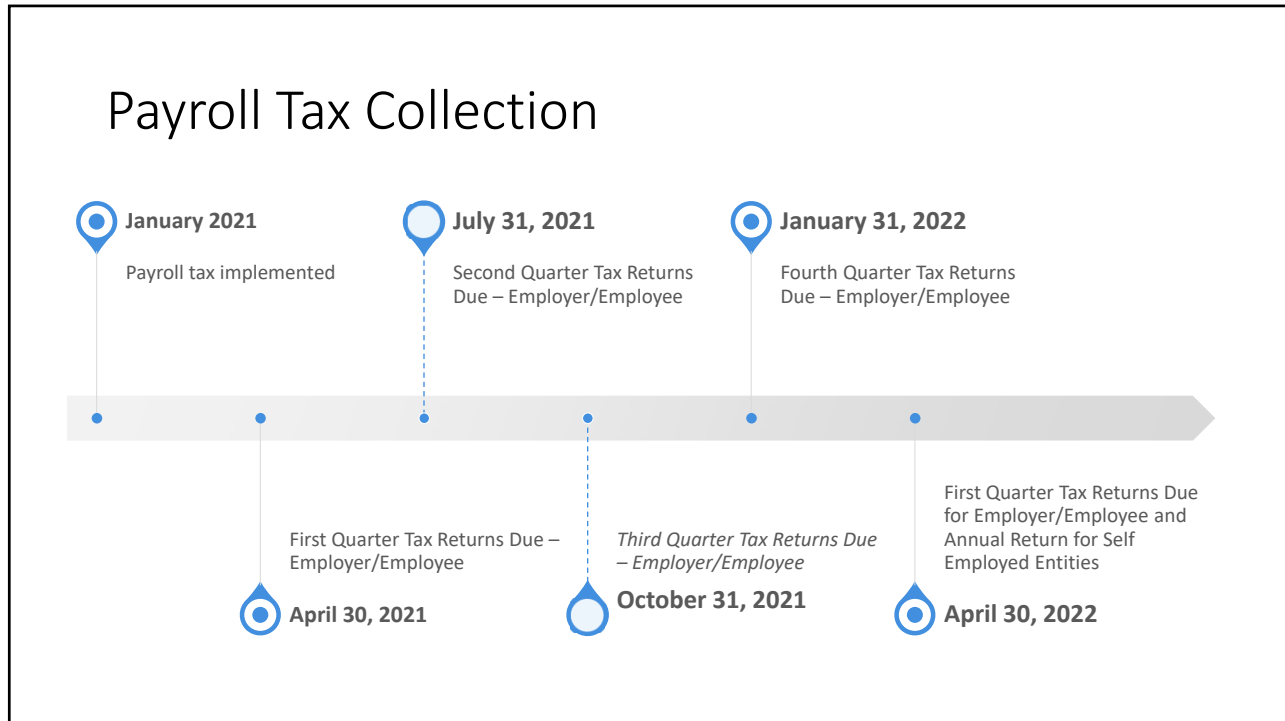 Payroll Tax Collection
January 2021
Payroll tax implemented
July 31, 2021
Second Quarter Tax Returns
Due – Employer/Employee
January 31, 2022
Fourth Quarter Tax Returns
Due – Employer/Employee
First Quarter Tax Returns Due –
Employer/Employee
April 30, 2021
Third Quarter Tax Returns Due
– Employer/Employee
October 31, 2021
First Quarter Tax Returns Due
for Employer/Employee and
Annual Return for Self
Employed Entities
April 30, 2022